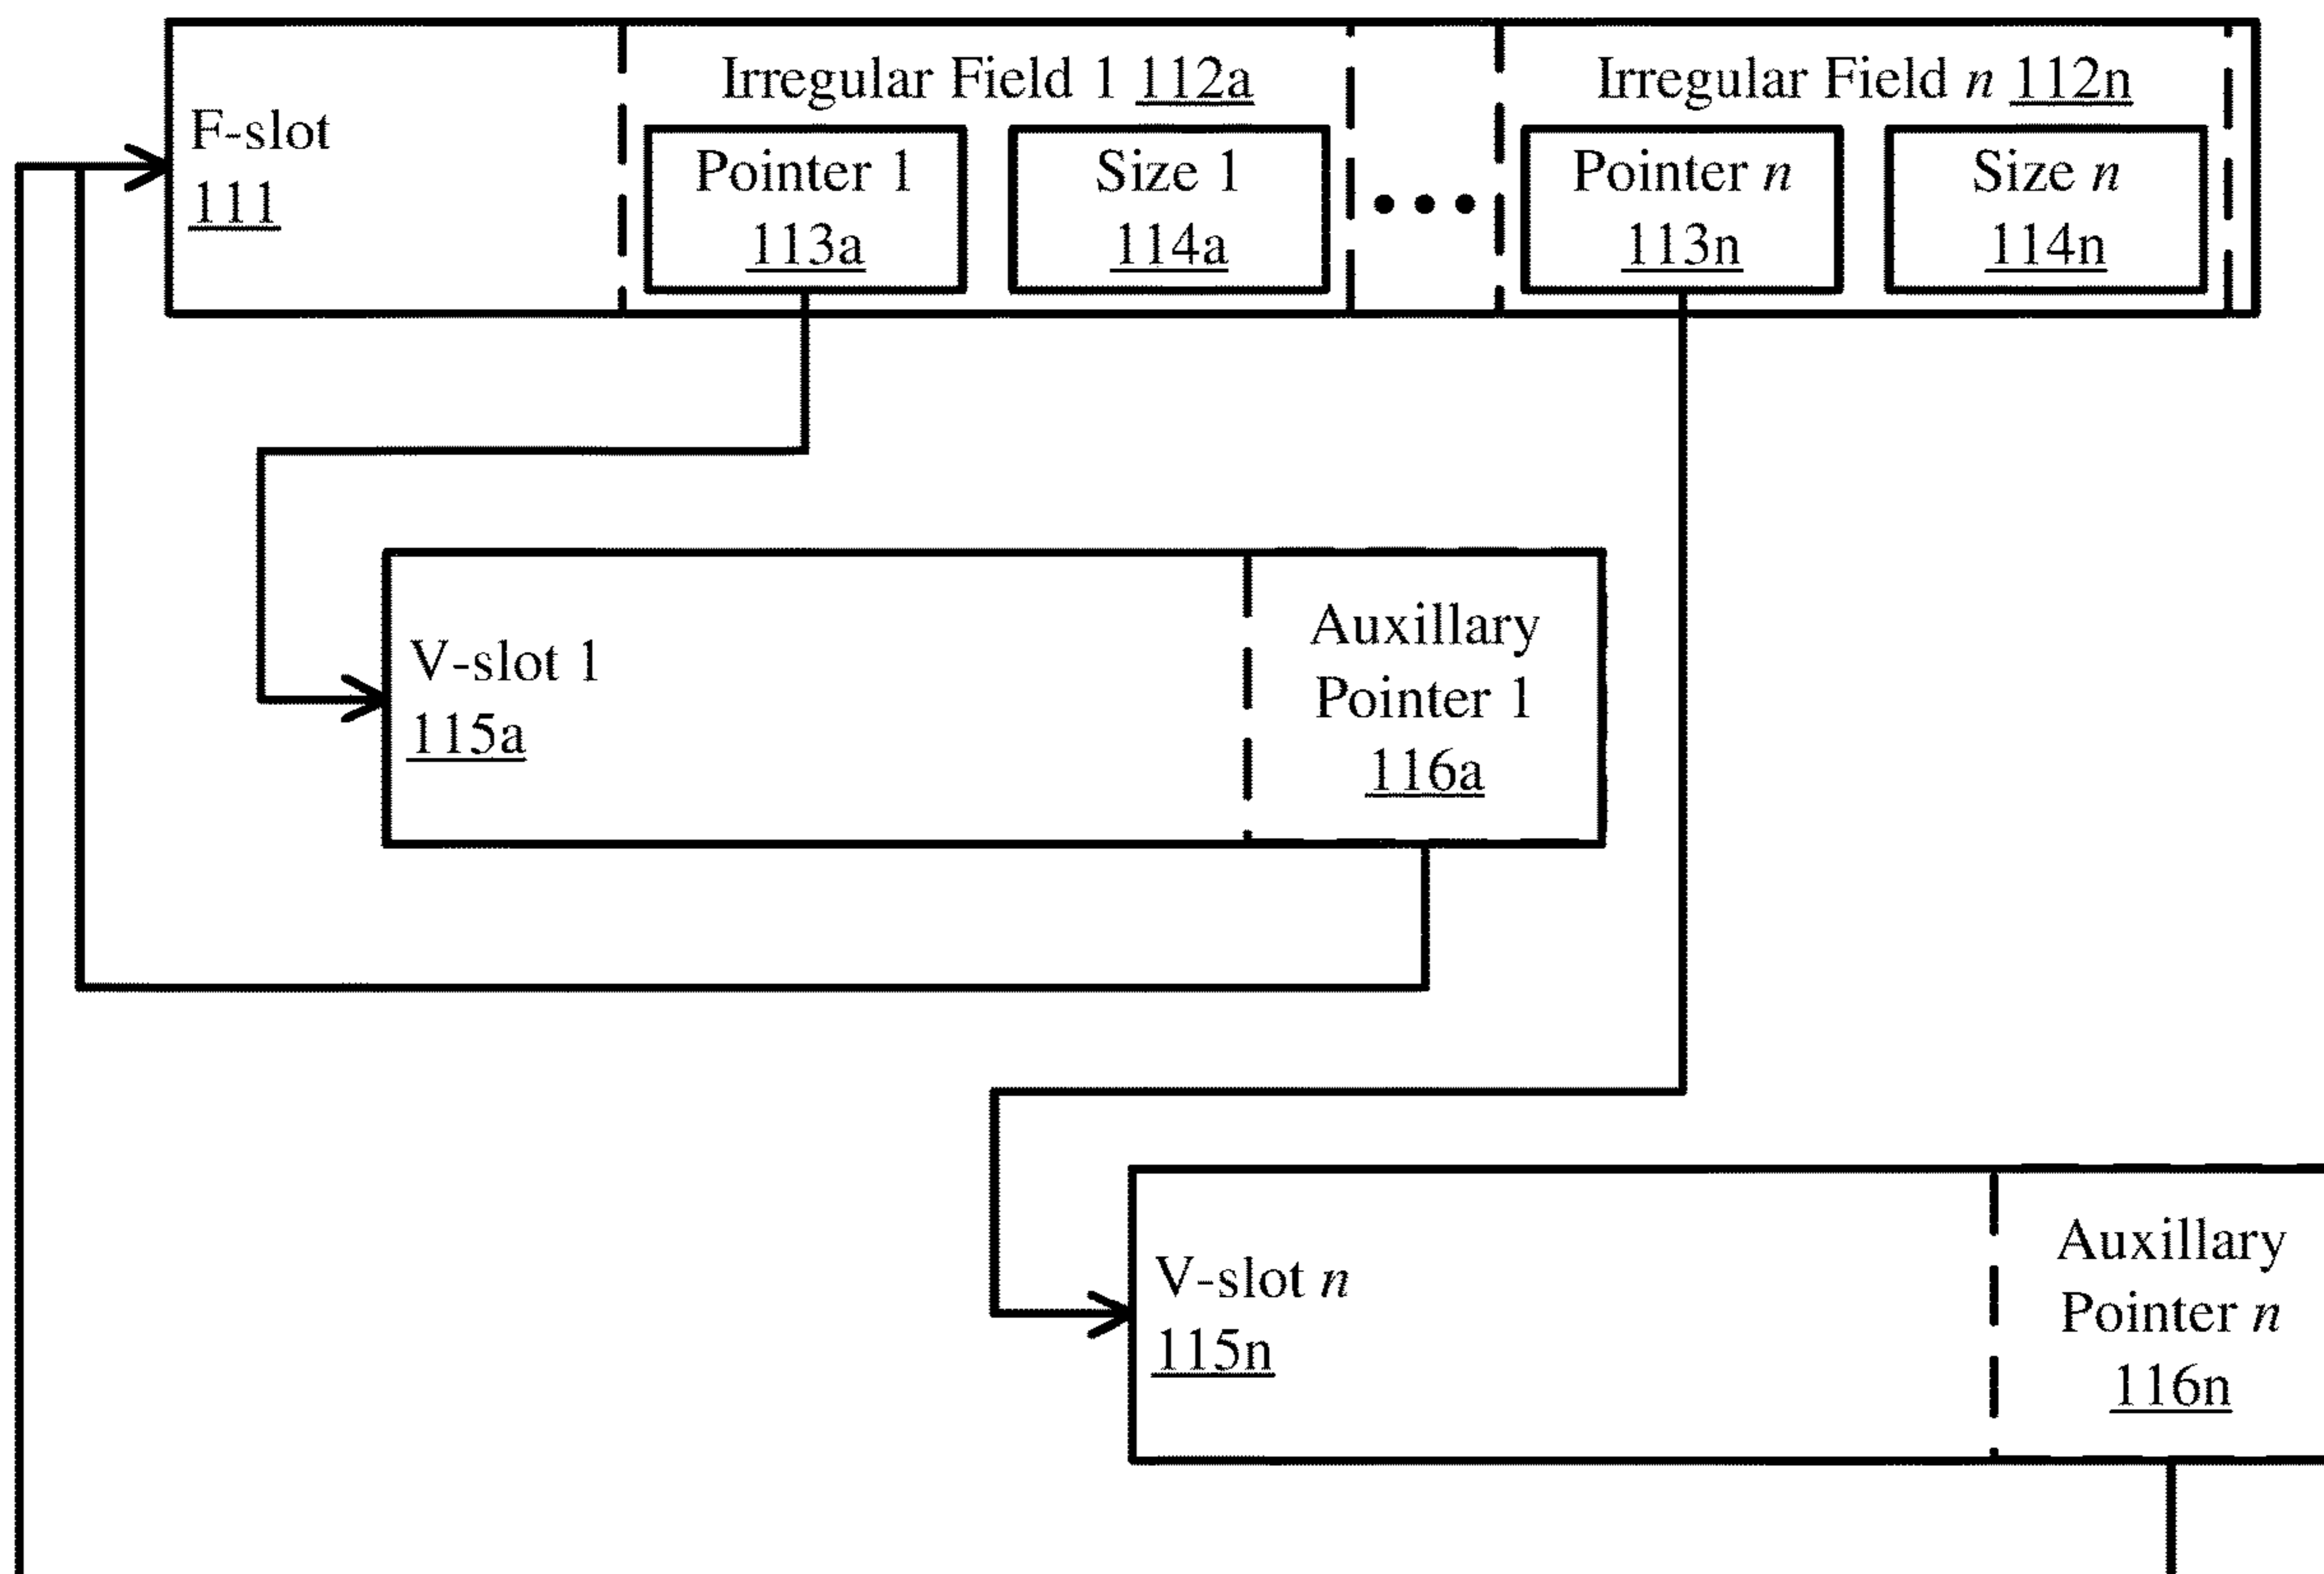 F-slot
111
Irregular Field 1 112a
Pointer 1
113a
Size 1
114a
Irregular Field n 112n
Pointer n
113n
Size n
114n
V-slot 1
115a
Auxillary
Pointer 1
116a
V-slot n
115n
Auxillary
Pointer n
116n